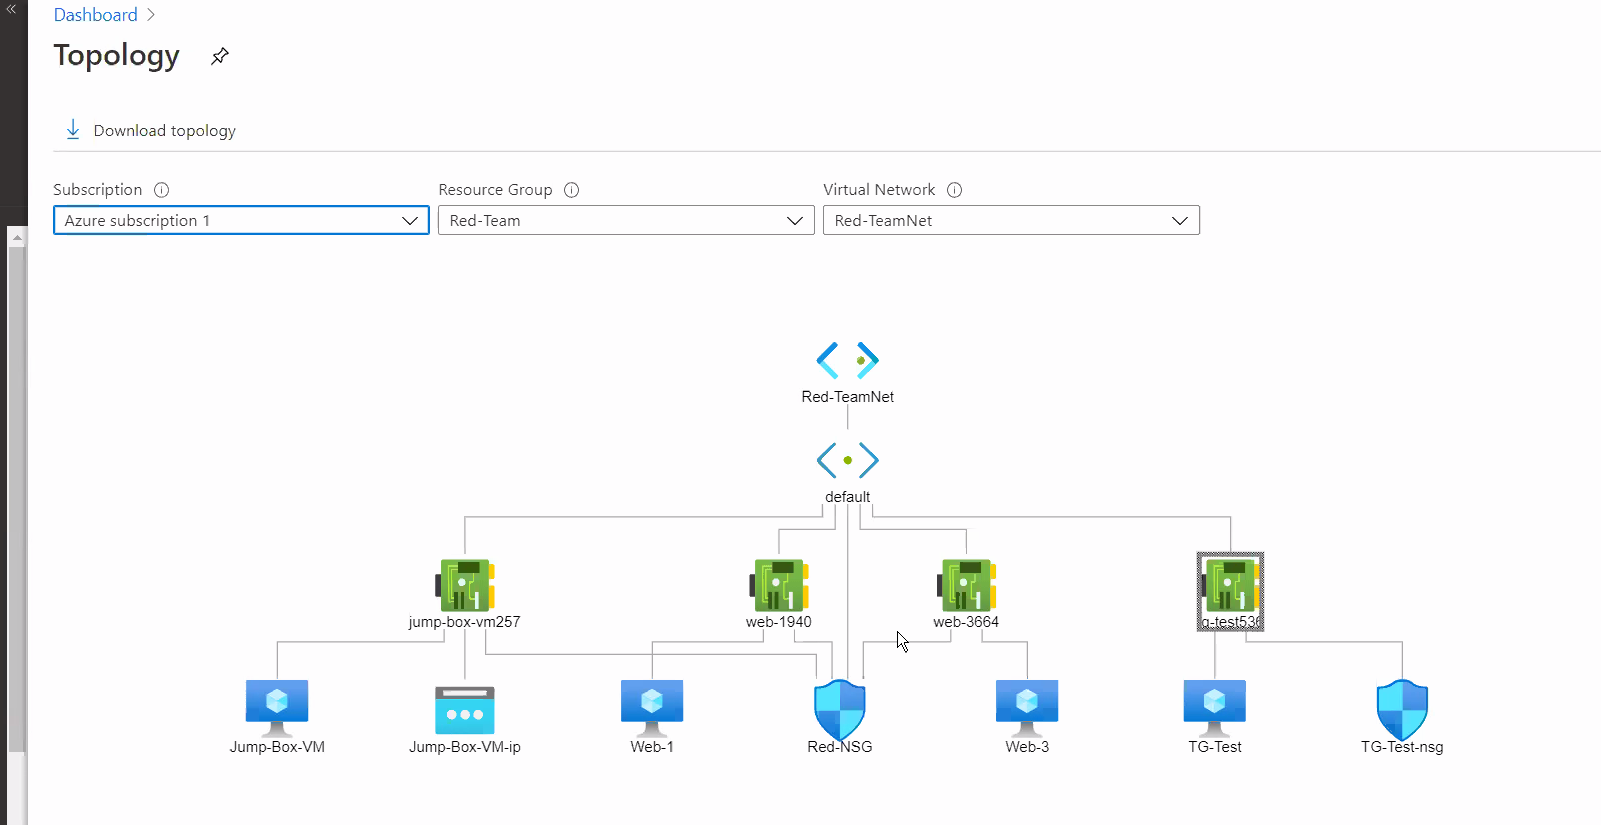 Dashboard
Topology
Download topology
Subscription
Resource Group
Virtual Network
Azure subscription 1
Red-Team
Red-TeamNet
Red-TeamNet
default
jump-box-vm257
web-1940
web-3664
g-test536
Jump-Box-VM
Jump-Box-VM-ip
Web-1
Red-NSG
Web-3
TG-Test
TG-Test-nsg